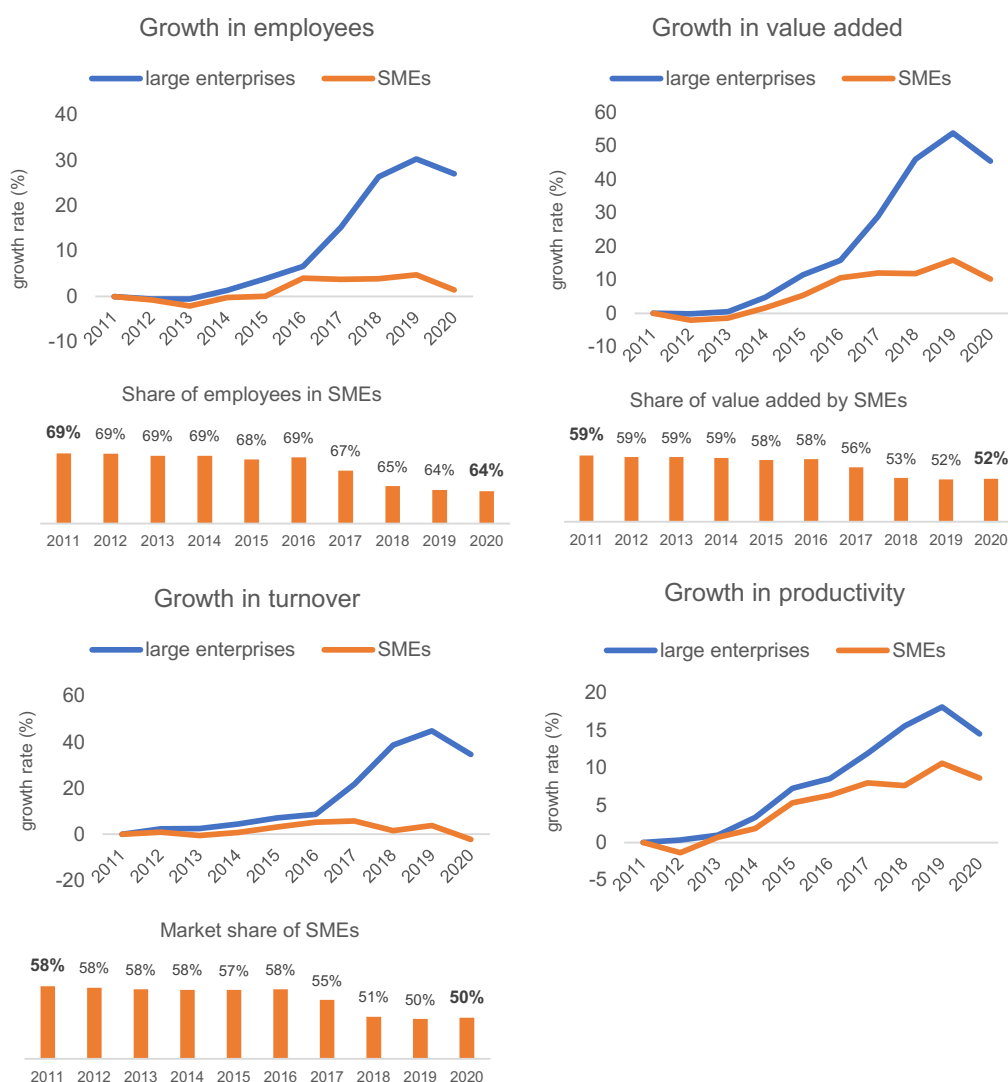 Growth in employees
large enterprises SMEs
growth rate (%)
40
30
20
10
0
-10
2011 2012 2013 2014 2015 2016 2017 2018 2019 2020
Share of employees in SMEs
69% 69% 69% 69% 68% 69% 67% 65% 64% 64%
2011 2012 2013 2014 2015 2016 2017 2018 2019 2020
Growth in value added
large enterprises SMEs
growth rate (%)
60
50
40
30
20
10
0
-10
2011 2012 2013 2014 2015 2016 2017 2018 2019 2020
Share of value added by SMEs
59% 59% 59% 59% 58% 58% 56% 53% 52% 52%
2011 2012 2013 2014 2015 2016 2017 2018 2019 2020
Growth in turnover
large enterprises SMEs
growth rate (%)
60
40
20
0
-20
2011 2012 2013 2014 2015 2016 2017 2018 2019 2020
Market share of SMEs
58% 58% 58% 58% 57% 58% 55% 51% 50% 50%
2011 2012 2013 2014 2015 2016 2017 2018 2019 2020
Growth in productivity
large enterprises SMEs
growth rate (%)
20
15
10
5
0
-5
2011 2012 2013 2014 2015 2016 2017 2018 2019 2020